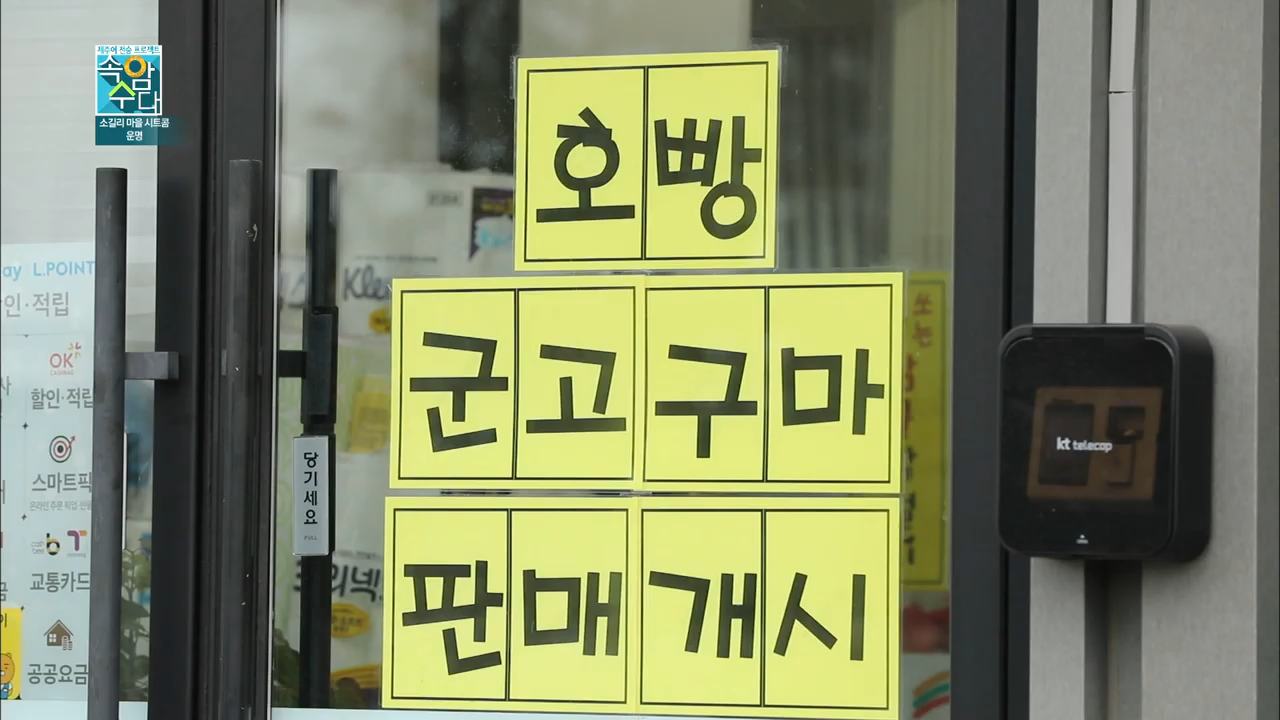 제주어 전승 프로젝트
속암
수다
소길리 마을 시트콤
운명
호빵
군고구마
판매개시
당기세요
PULL
kt telecop
ay L.POINT
인·적립
OK
CASHBAG
할인·적립
스마트픽
교통카드
공공요금